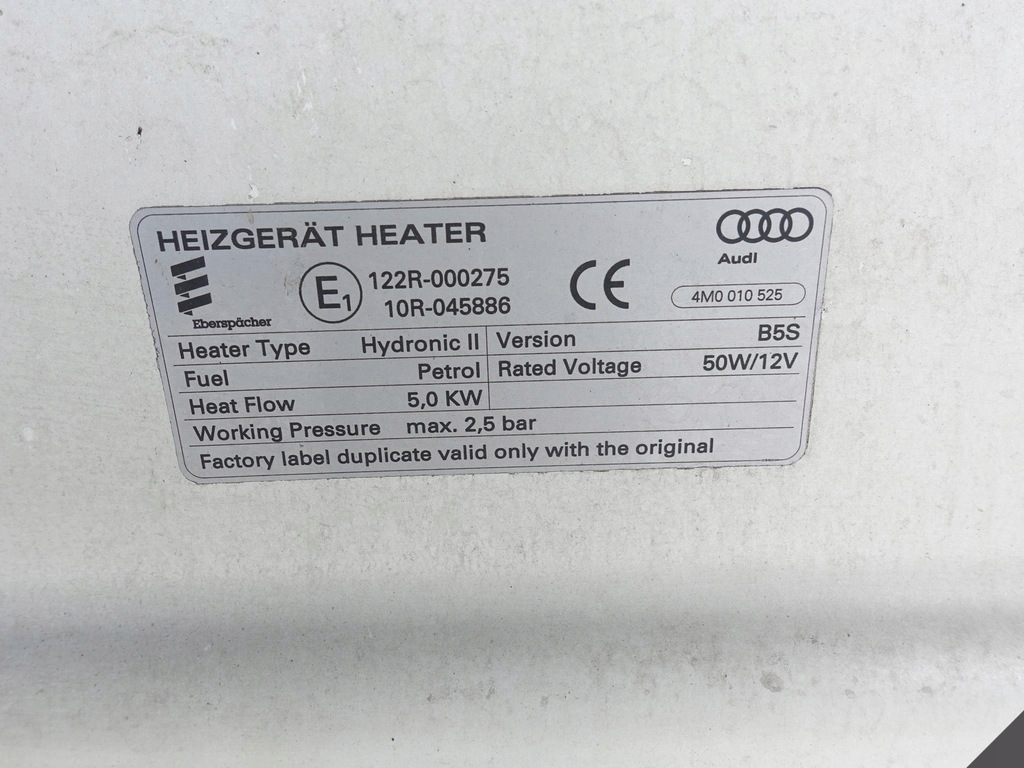 HEIZGERÄT HEATER
Audi
Eberspächer
E1
122R-000275
10R-045886
CE
4M0 010 525
Heater Type Hydronic II Version B5S
Fuel Petrol Rated Voltage 50W/12V
Heat Flow 5,0 KW
Working Pressure max. 2,5 bar
Factory label duplicate valid only with the original